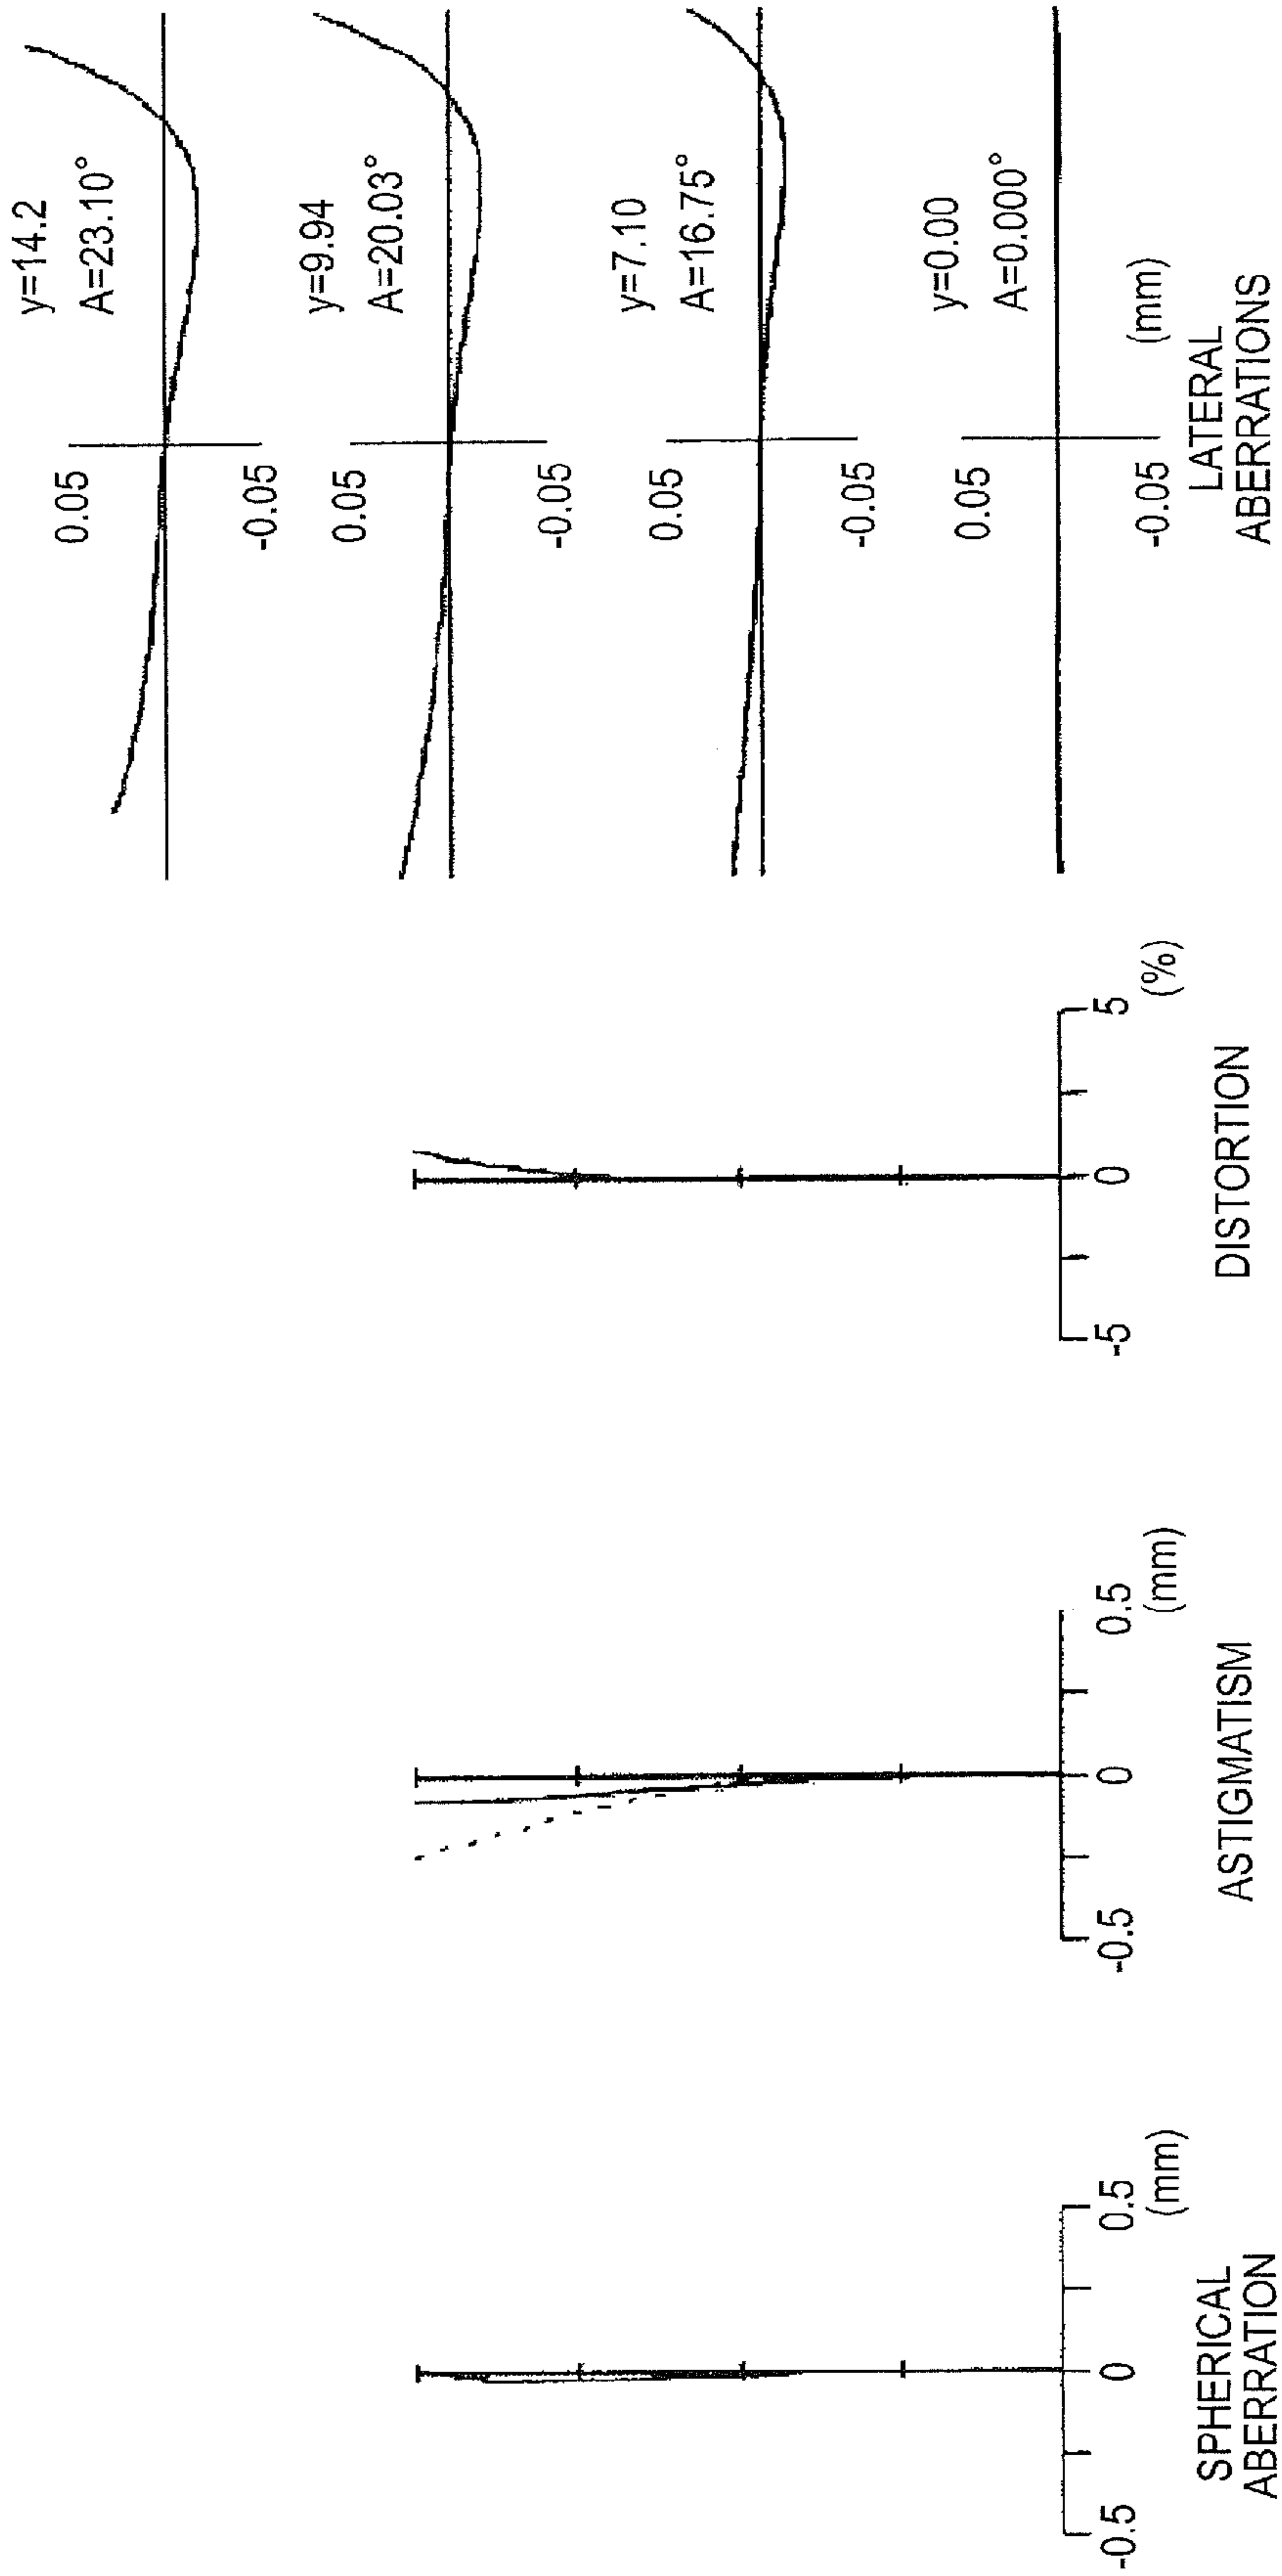 -0.5
0
0.5
(mm)
SPHERICAL
ABERRATION
-0.5
0
0.5
(mm)
ASTIGMATISM
-5
0
5
(%)
DISTORTION
0.05
-0.05
y=14.2
A=23.10°
0.05
-0.05
y=9.94
A=20.03°
0.05
-0.05
y=7.10
A=16.75°
0.05
-0.05
y=0.00
A=0.000°
(mm)
LATERAL
ABERRATIONS